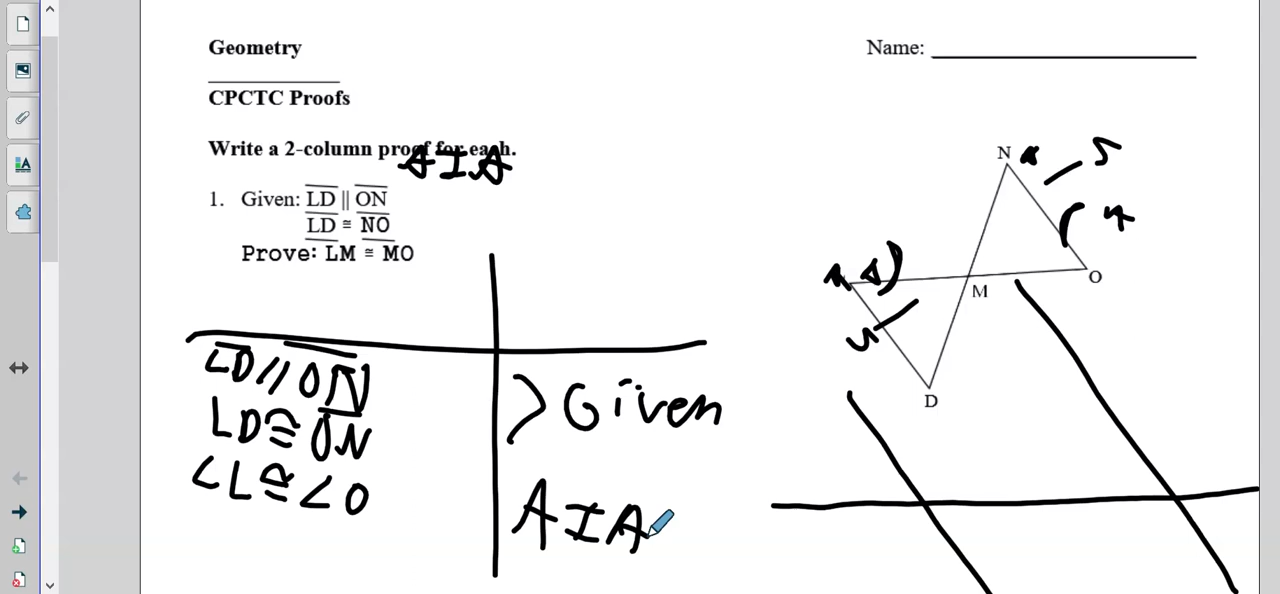 Geometry
Name:
CPCTC Proofs
Write a 2-column proof for each.
AIA
1. Given: LD || ON
LD ≅ NO
Prove: LM ≅ MO
N
5
M
O
D
LD // ON
LD ≅ ON
> Given
∠L ≅ ∠O
AIA